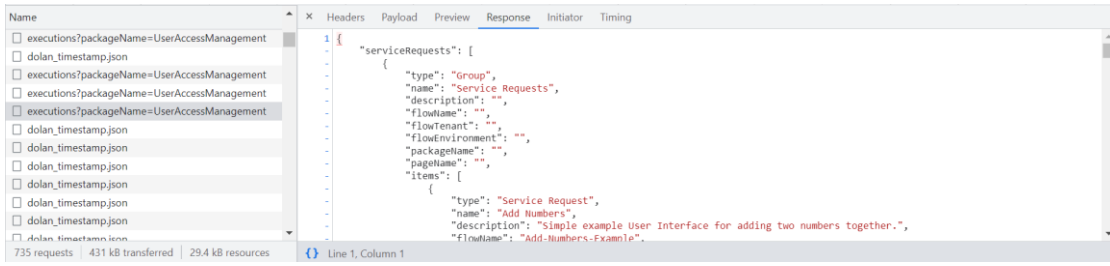 Name
executions?packageName=UserAccessManagement
dolan_timestamp.json
executions?packageName=UserAccessManagement
executions?packageName=UserAccessManagement
executions?packageName=UserAccessManagement
dolan_timestamp.json
dolan_timestamp.json
dolan_timestamp.json
dolan_timestamp.json
dolan_timestamp.json
dolan_timestamp.json
dolan_timestamp.json
735 requests 431 kB transferred 29.4 kB resources
× Headers Payload Preview Response Initiator Timing
1 {
- "serviceRequests": [
- {
- "type": "Group",
- "name": "Service Requests",
- "description": "",
- "flowName": "",
- "flowTenant": "",
- "flowEnvironment": "",
- "packageName": "",
- "pageName": "",
- "items": [
- {
- "type": "Service Request",
- "name": "Add Numbers",
- "description": "Simple example User Interface for adding two numbers together.",
- "flowName": "Add-Numbers-Example",
{} Line 1, Column 1